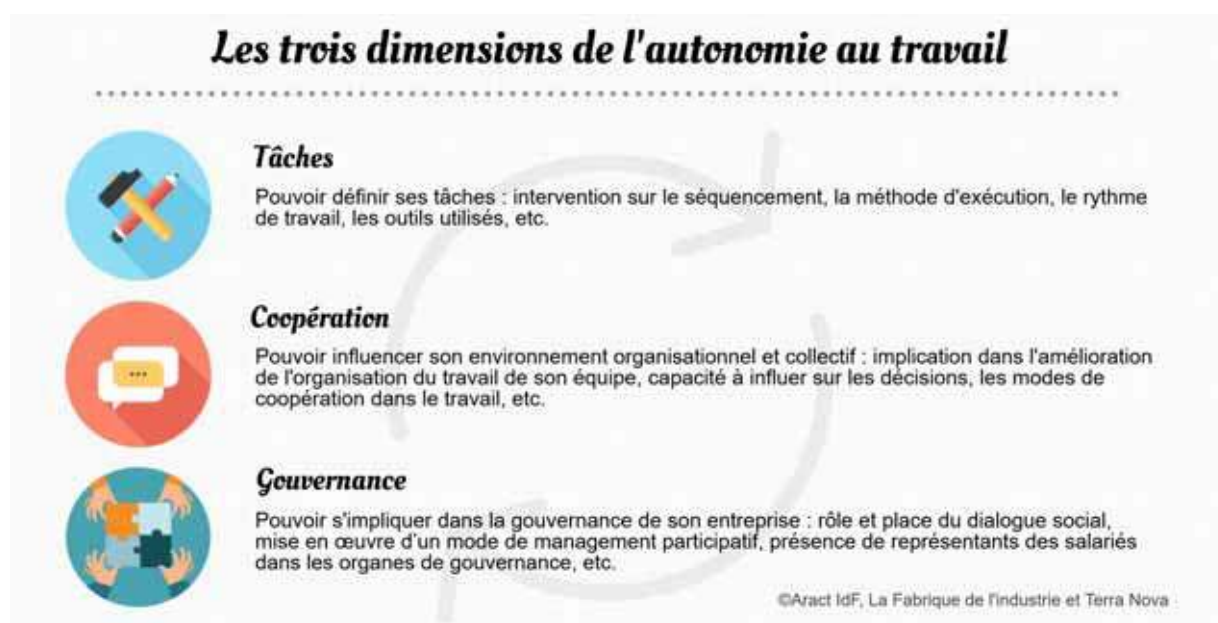 Les trois dimensions de l'autonomie au travail
Tâches
Pouvoir définir ses tâches : intervention sur le séquencement, la méthode d'exécution, le rythme
de travail, les outils utilisés, etc.
Coopération
Pouvoir influencer son environnement organisationnel et collectif : implication dans l'amélioration
de l'organisation du travail de son équipe, capacité à influer sur les décisions, les modes de
coopération dans le travail, etc.
Gouvernance
Pouvoir s'impliquer dans la gouvernance de son entreprise : rôle et place du dialogue social,
mise en œuvre d'un mode de management participatif, présence de représentants des salariés
dans les organes de gouvernance, etc.
©Aract IdF, La Fabrique de l'industrie et Terra Nova